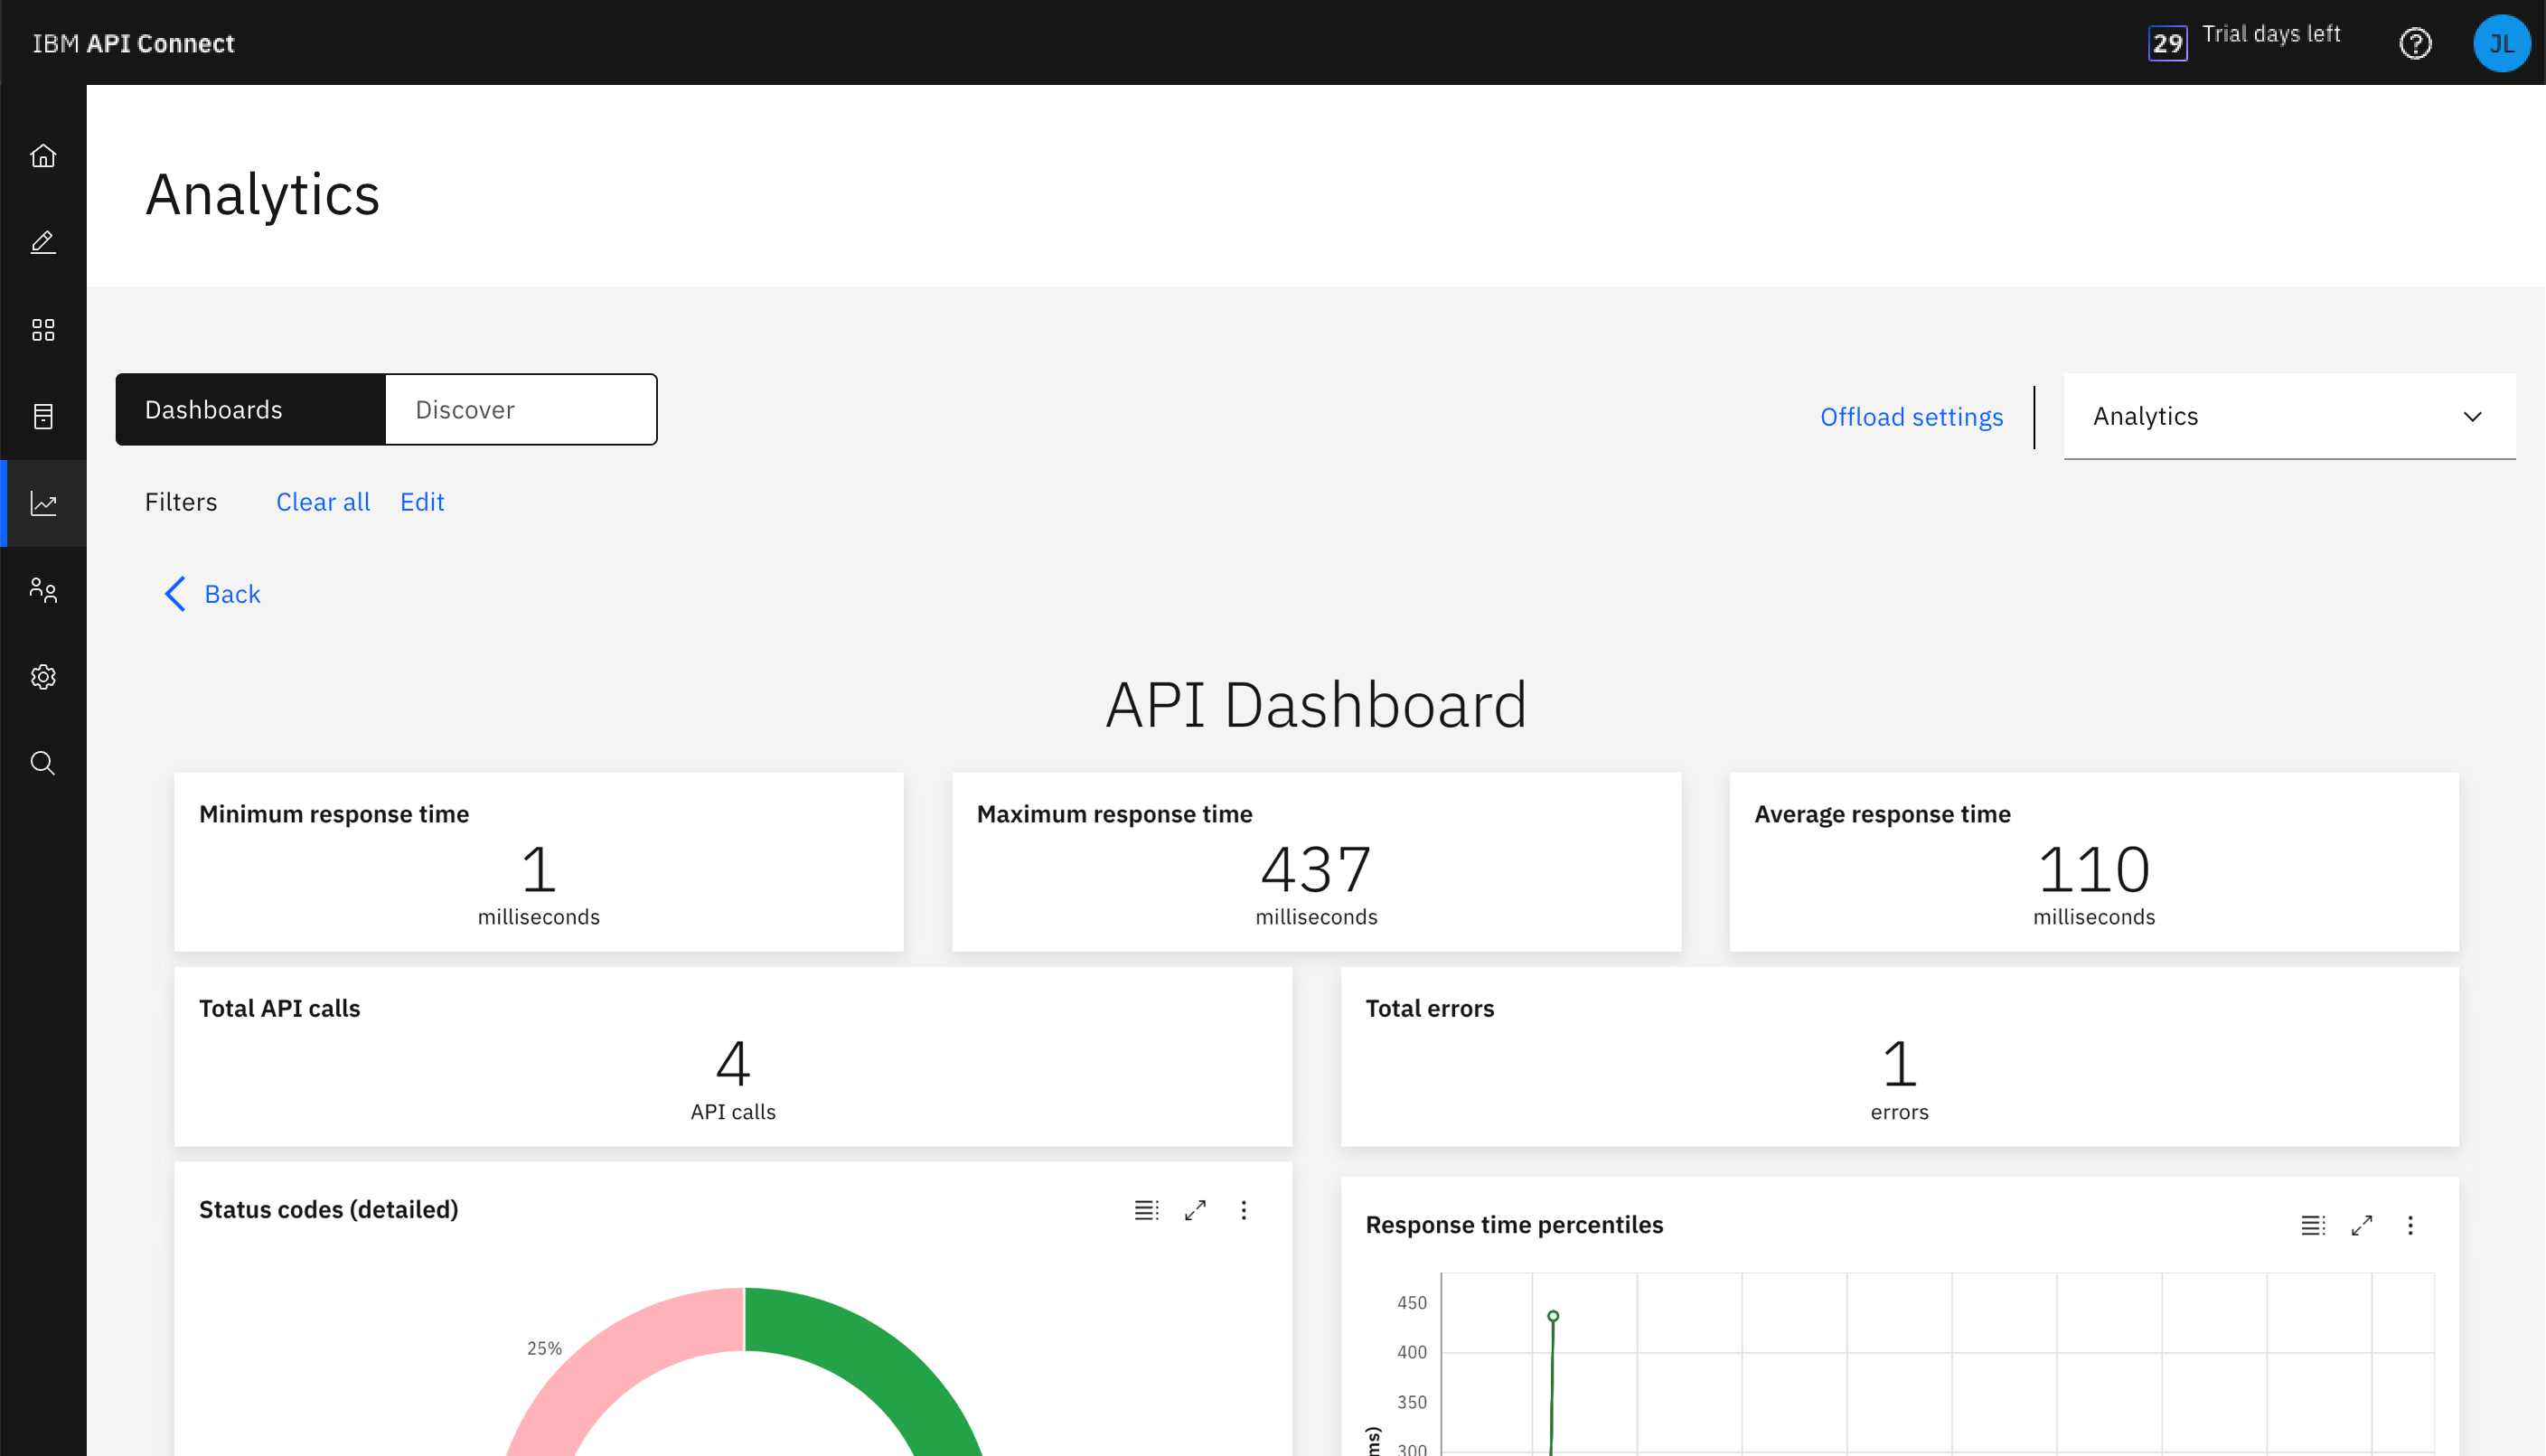 IBM API Connect
29 Trial days left
JL
Analytics
Dashboards
Discover
Offload settings
Analytics
Filters
Clear all
Edit
Back
API Dashboard
Minimum response time
1
milliseconds
Maximum response time
437
milliseconds
Average response time
110
milliseconds
Total API calls
4
API calls
Total errors
1
errors
Status codes (detailed)
25%
Response time percentiles
450
400
350
300
ms)